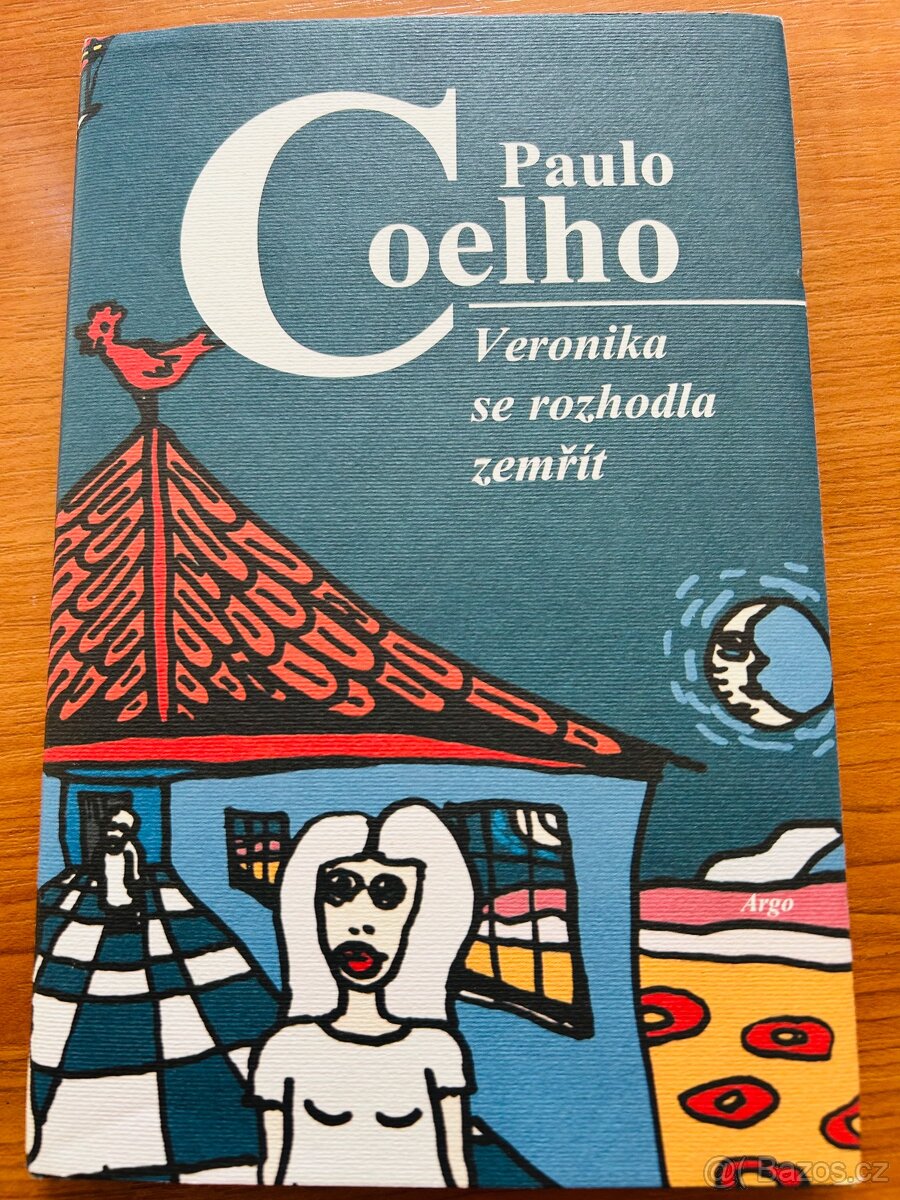 Paulo
Coelho
Veronika
se rozhodla
zemřít
Argo
@( Bazos.cz